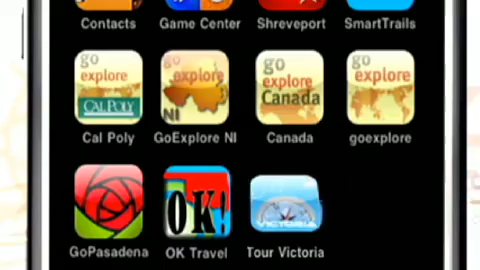 Contacts
Game Center
Shreveport
SmartTrails
go
explore
CAL POLY
go
explore
NI
go
explore
Canada
go
explore
Cal Poly
GoExplore NI
Canada
goexplore
OK!
VICTORIA
GoPasadena
OK Travel
Tour Victoria